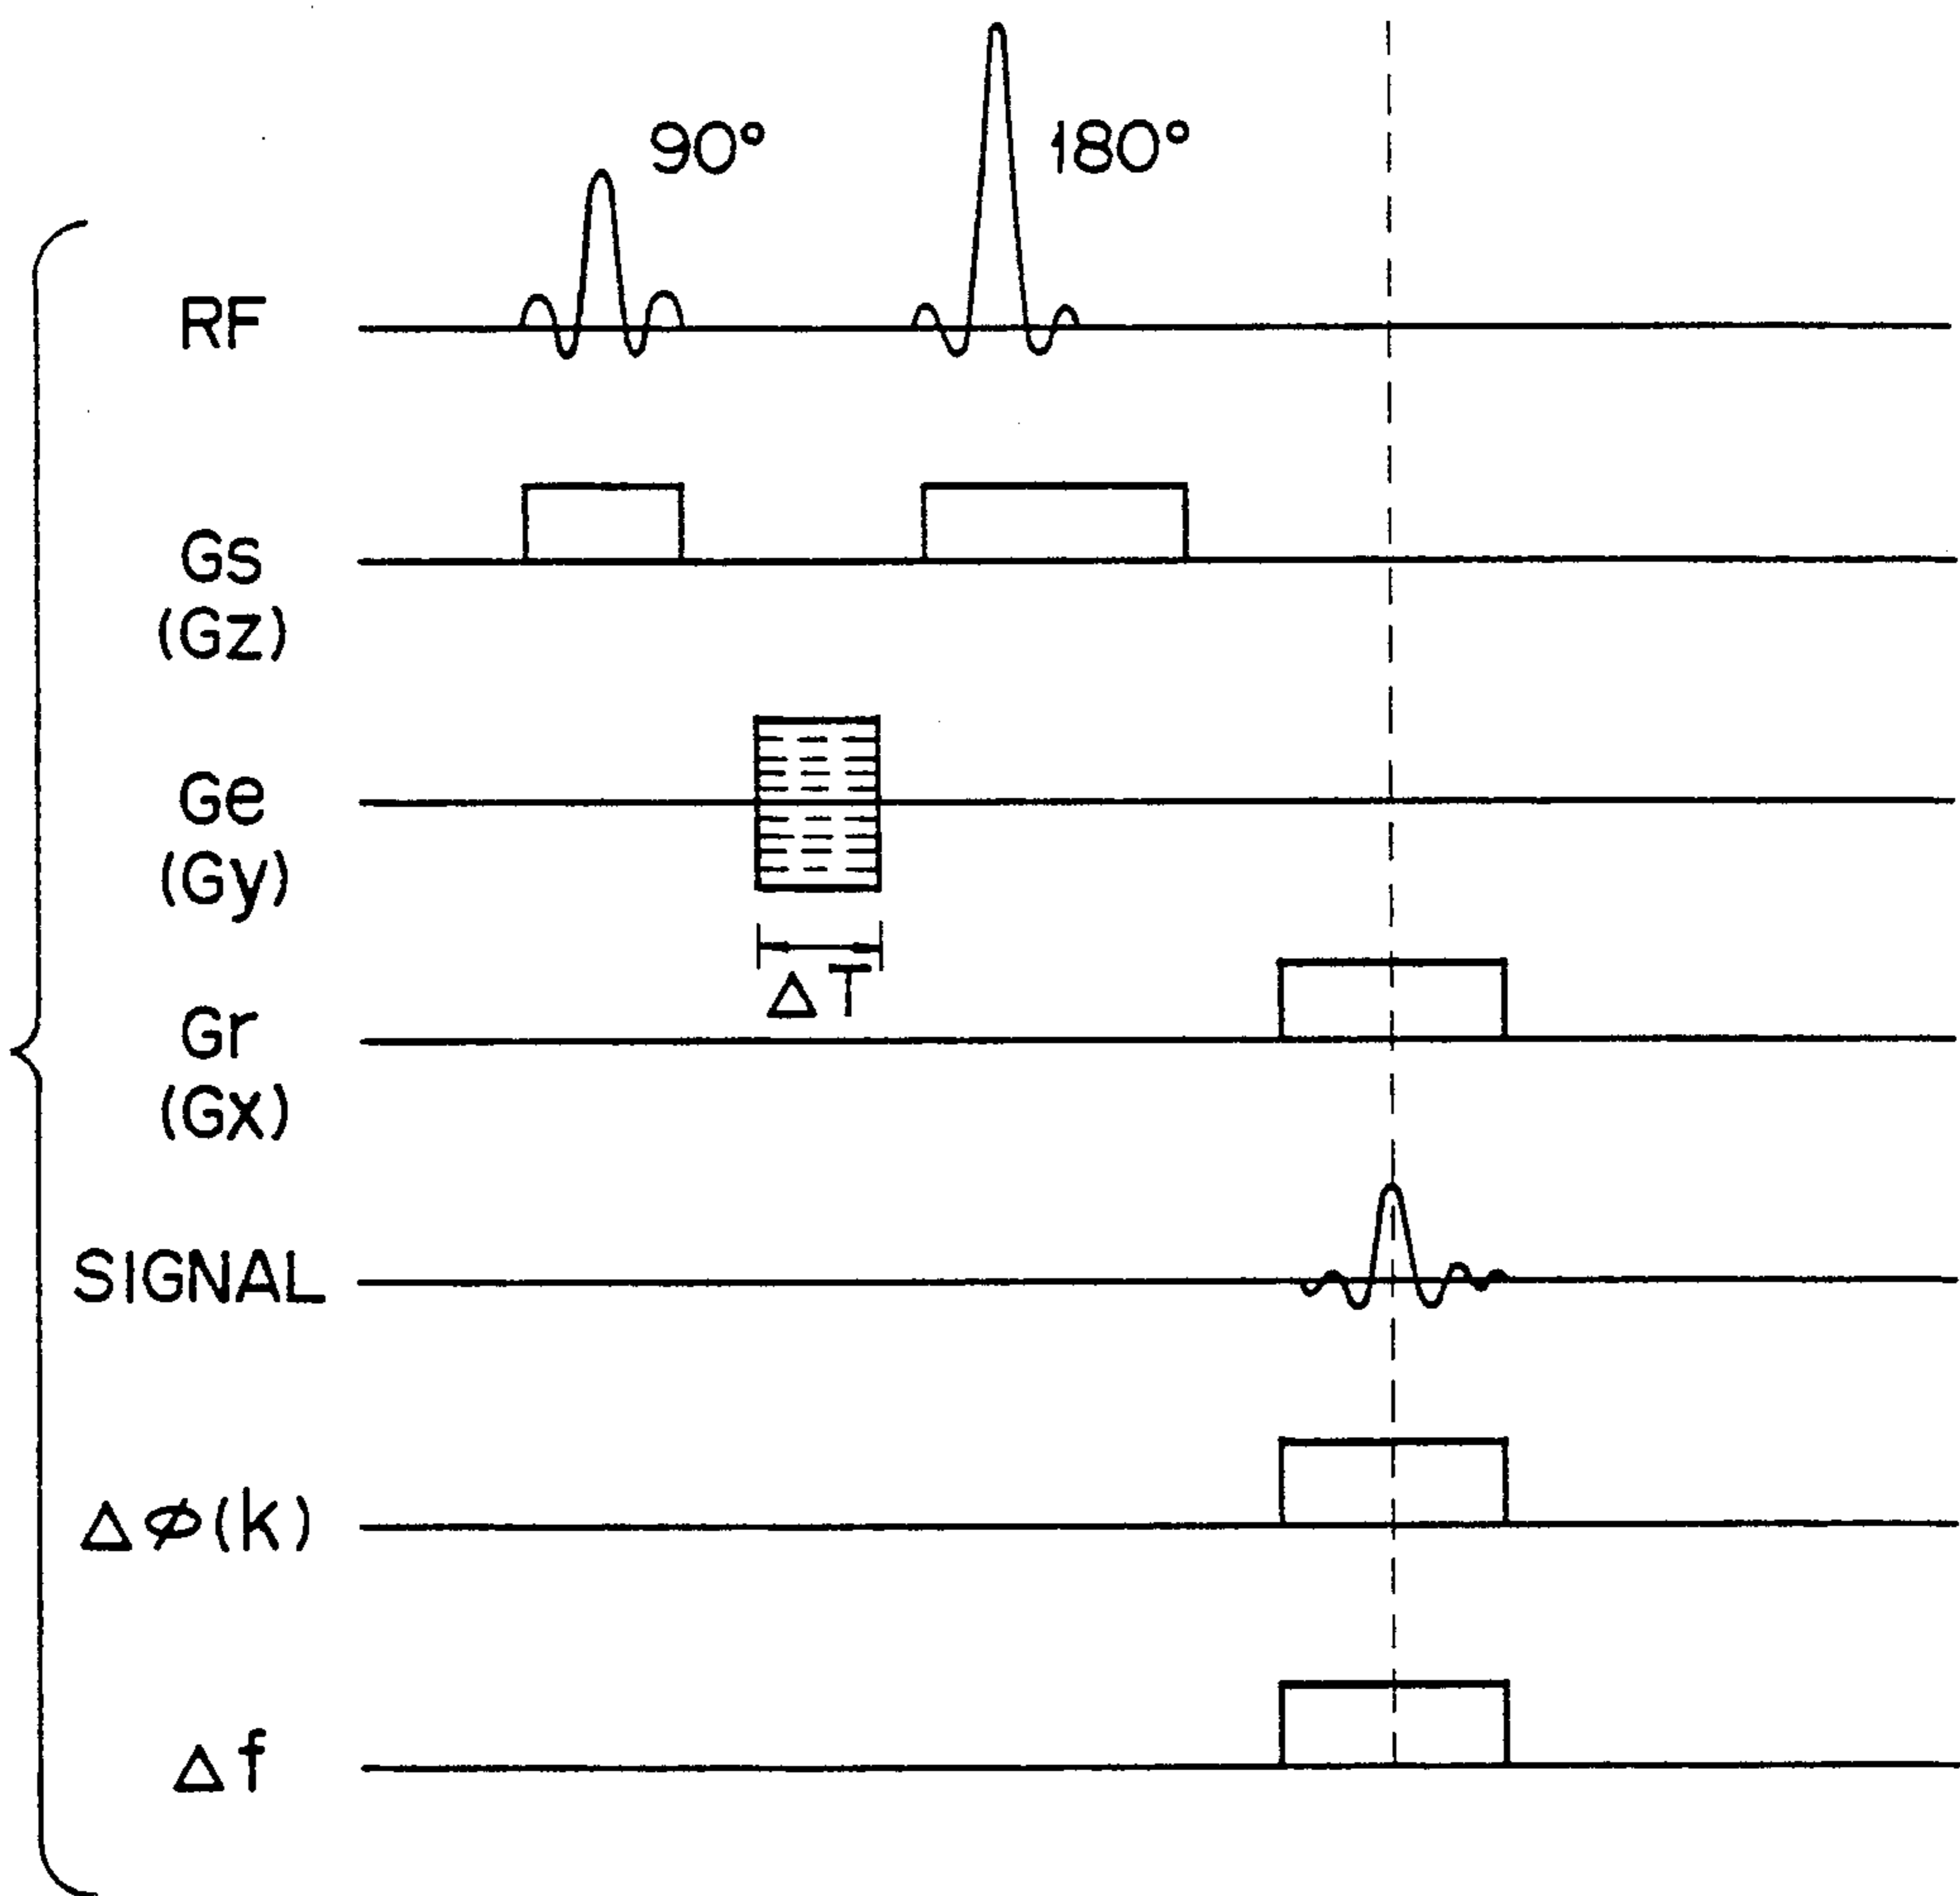 90° 180°
RF
Gs
(Gz)
Ge
(Gy)
ΔT
Gr
(Gx)
SIGNAL
Δφ(k)
Δf